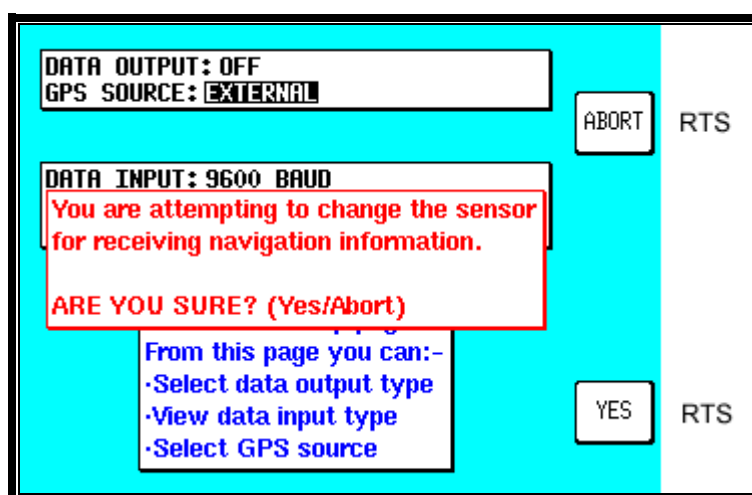 DATA OUTPUT: OFF
GPS SOURCE: EXTERNAL
ABORT RTS
DATA INPUT: 9600 BAUD
You are attempting to change the sensor
for receiving navigation information.
ARE YOU SURE? (Yes/Abort)
From this page you can:-
·Select data output type
·View data input type
·Select GPS source
YES RTS